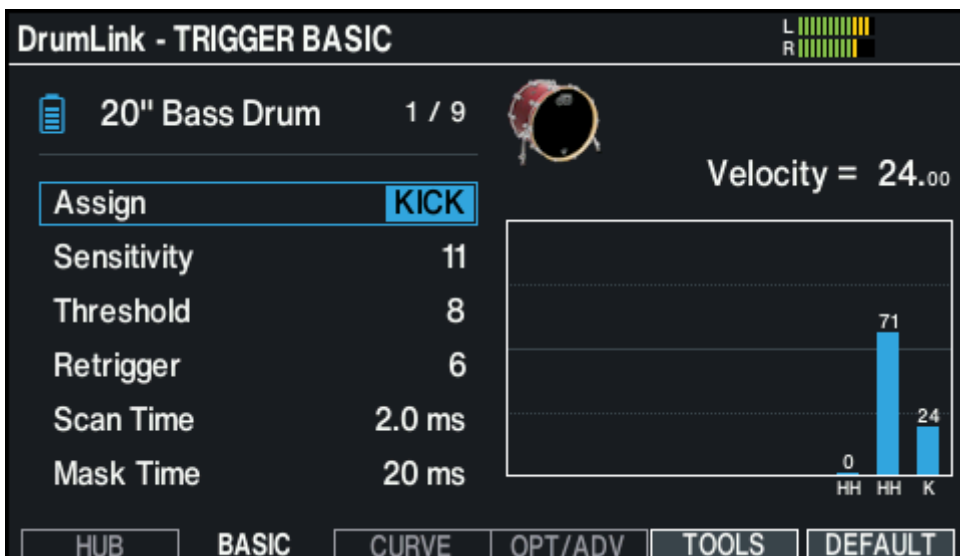 DrumLink - TRIGGER BASIC
L
R
20" Bass Drum 1 / 9
Velocity = 24.00
Assign KICK
Sensitivity 11
Threshold 8
Retrigger 6
Scan Time 2.0 ms
Mask Time 20 ms
71
24
0
HH HH K
HUB BASIC CURVE OPT/ADV TOOLS DEFAULT